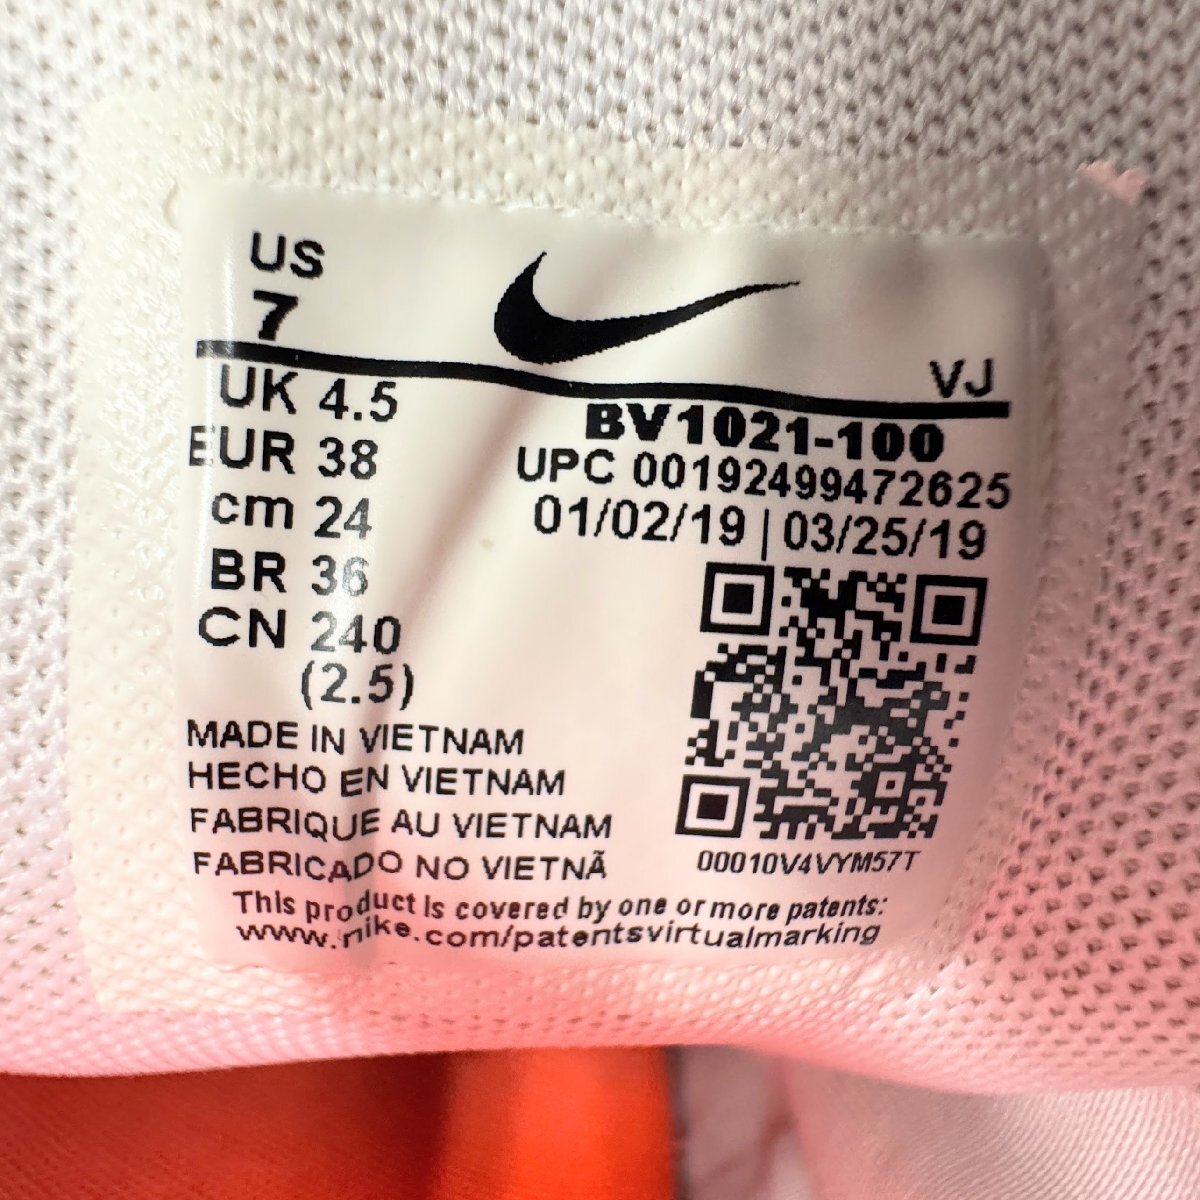 US
7
VJ
UK 4.5
EUR 38
cm 24
BR 36
CN 240
(2.5)
BV1021-100
UPC 00192499472625
01/02/19 | 03/25/19
00010V4VYM57T
MADE IN VIETNAM
HECHO EN VIETNAM
FABRIQUE AU VIETNAM
FABRICADO NO VIETNÃ
This product is covered by one or more patents:
www.nike.com/patentsvirtualmarking